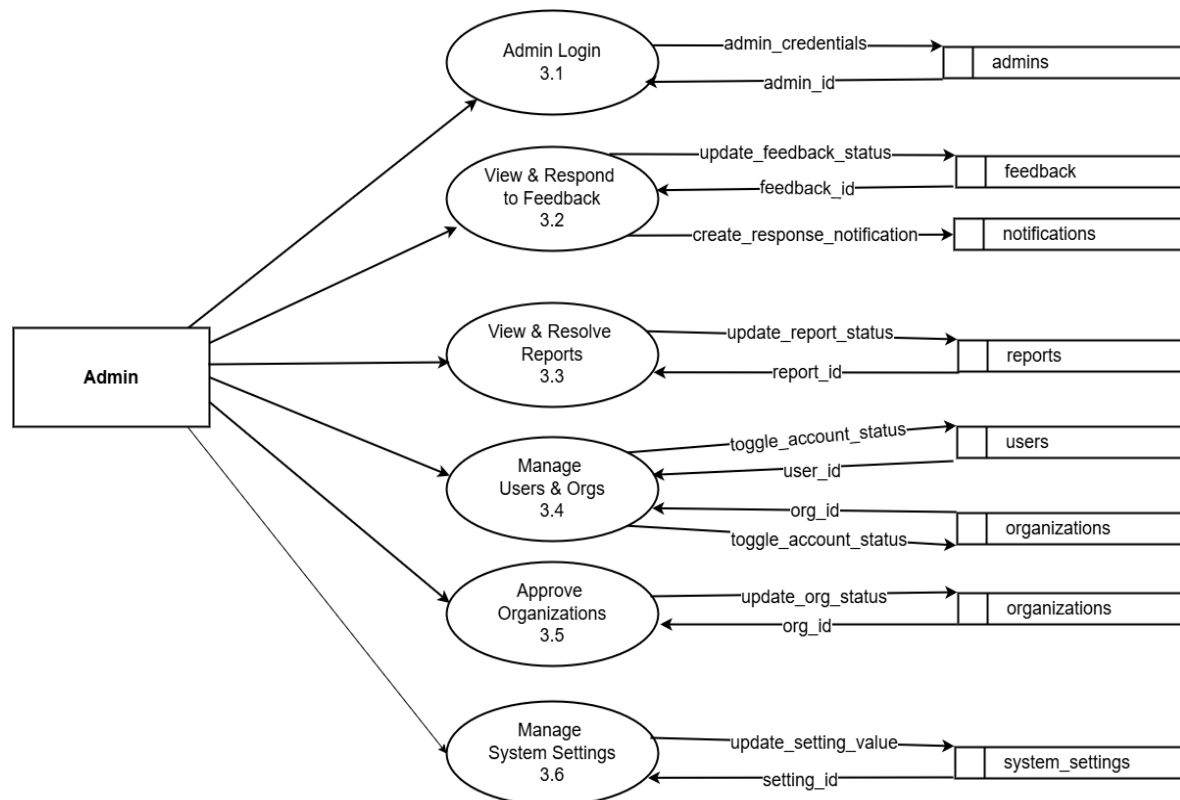 Admin
Admin Login
3.1
admin_credentials
admin_id
admins
View & Respond
to Feedback
3.2
update_feedback_status
feedback_id
feedback
create_response_notification
notifications
View & Resolve
Reports
3.3
update_report_status
report_id
reports
Manage
Users & Orgs
3.4
toggle_account_status
user_id
users
org_id
toggle_account_status
organizations
Approve
Organizations
3.5
update_org_status
org_id
organizations
Manage
System Settings
3.6
update_setting_value
setting_id
system_settings